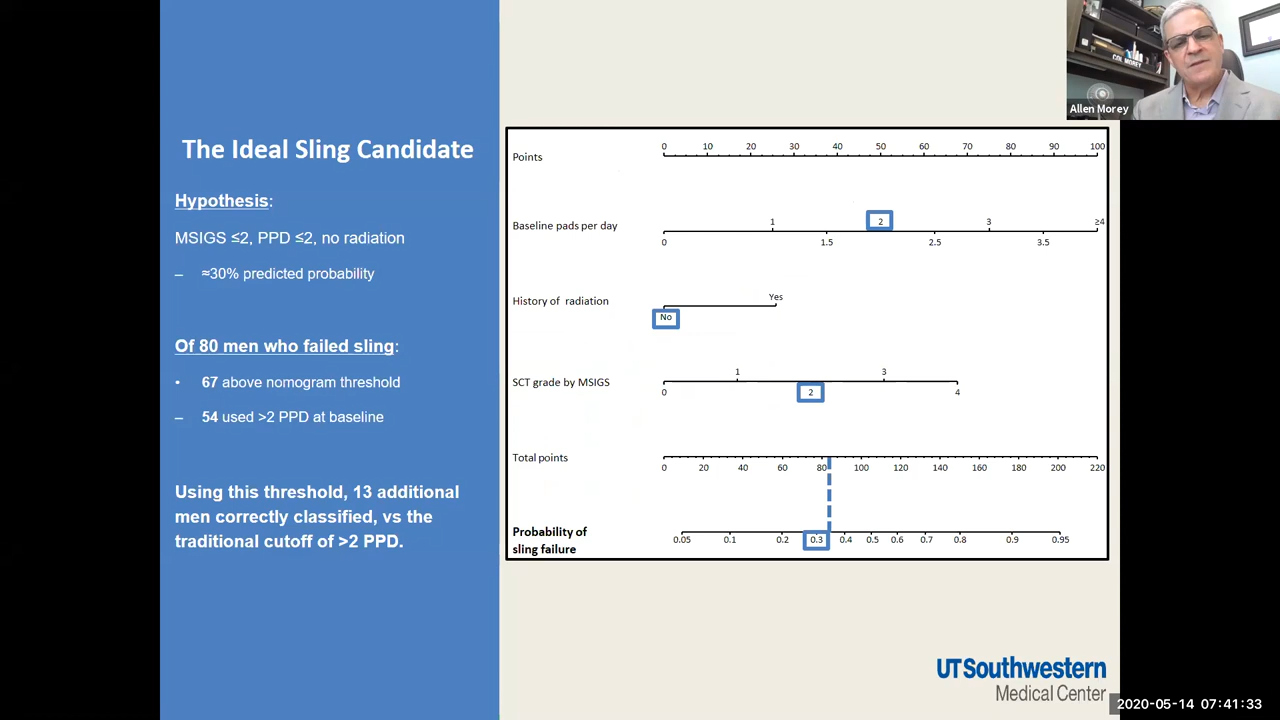 The Ideal Sling Candidate
Hypothesis:
MSIGS ≤2, PPD ≤2, no radiation
– ≈30% predicted probability
Of 80 men who failed sling:
• 67 above nomogram threshold
– 54 used >2 PPD at baseline
Using this threshold, 13 additional
men correctly classified, vs the
traditional cutoff of >2 PPD.
0 10 20 30 40 50 60 70 80 90 100
Points
1 2 3 ≥4
Baseline pads per day
0 1.5 2.5 3.5
Yes
History of radiation
No
1 3
SCT grade by MSIGS
0 2 4
Total points
0 20 40 60 80 100 120 140 160 180 200 220
Probability of
sling failure
0.05 0.1 0.2 0.3 0.4 0.5 0.6 0.7 0.8 0.9 0.95
COL MOREY
Allen Morey
UTSouthwestern
Medical Center
2020-05-14 07:41:33